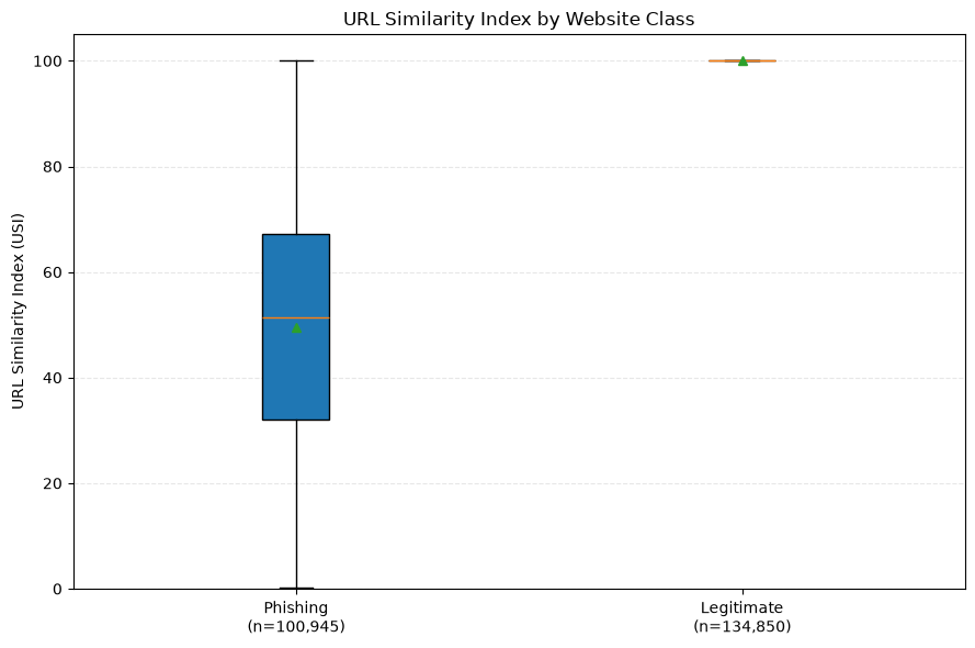 URL Similarity Index by Website Class
URL Similarity Index (USI)
100
80
60
40
20
0
Phishing
(n=100,945)
Legitimate
(n=134,850)